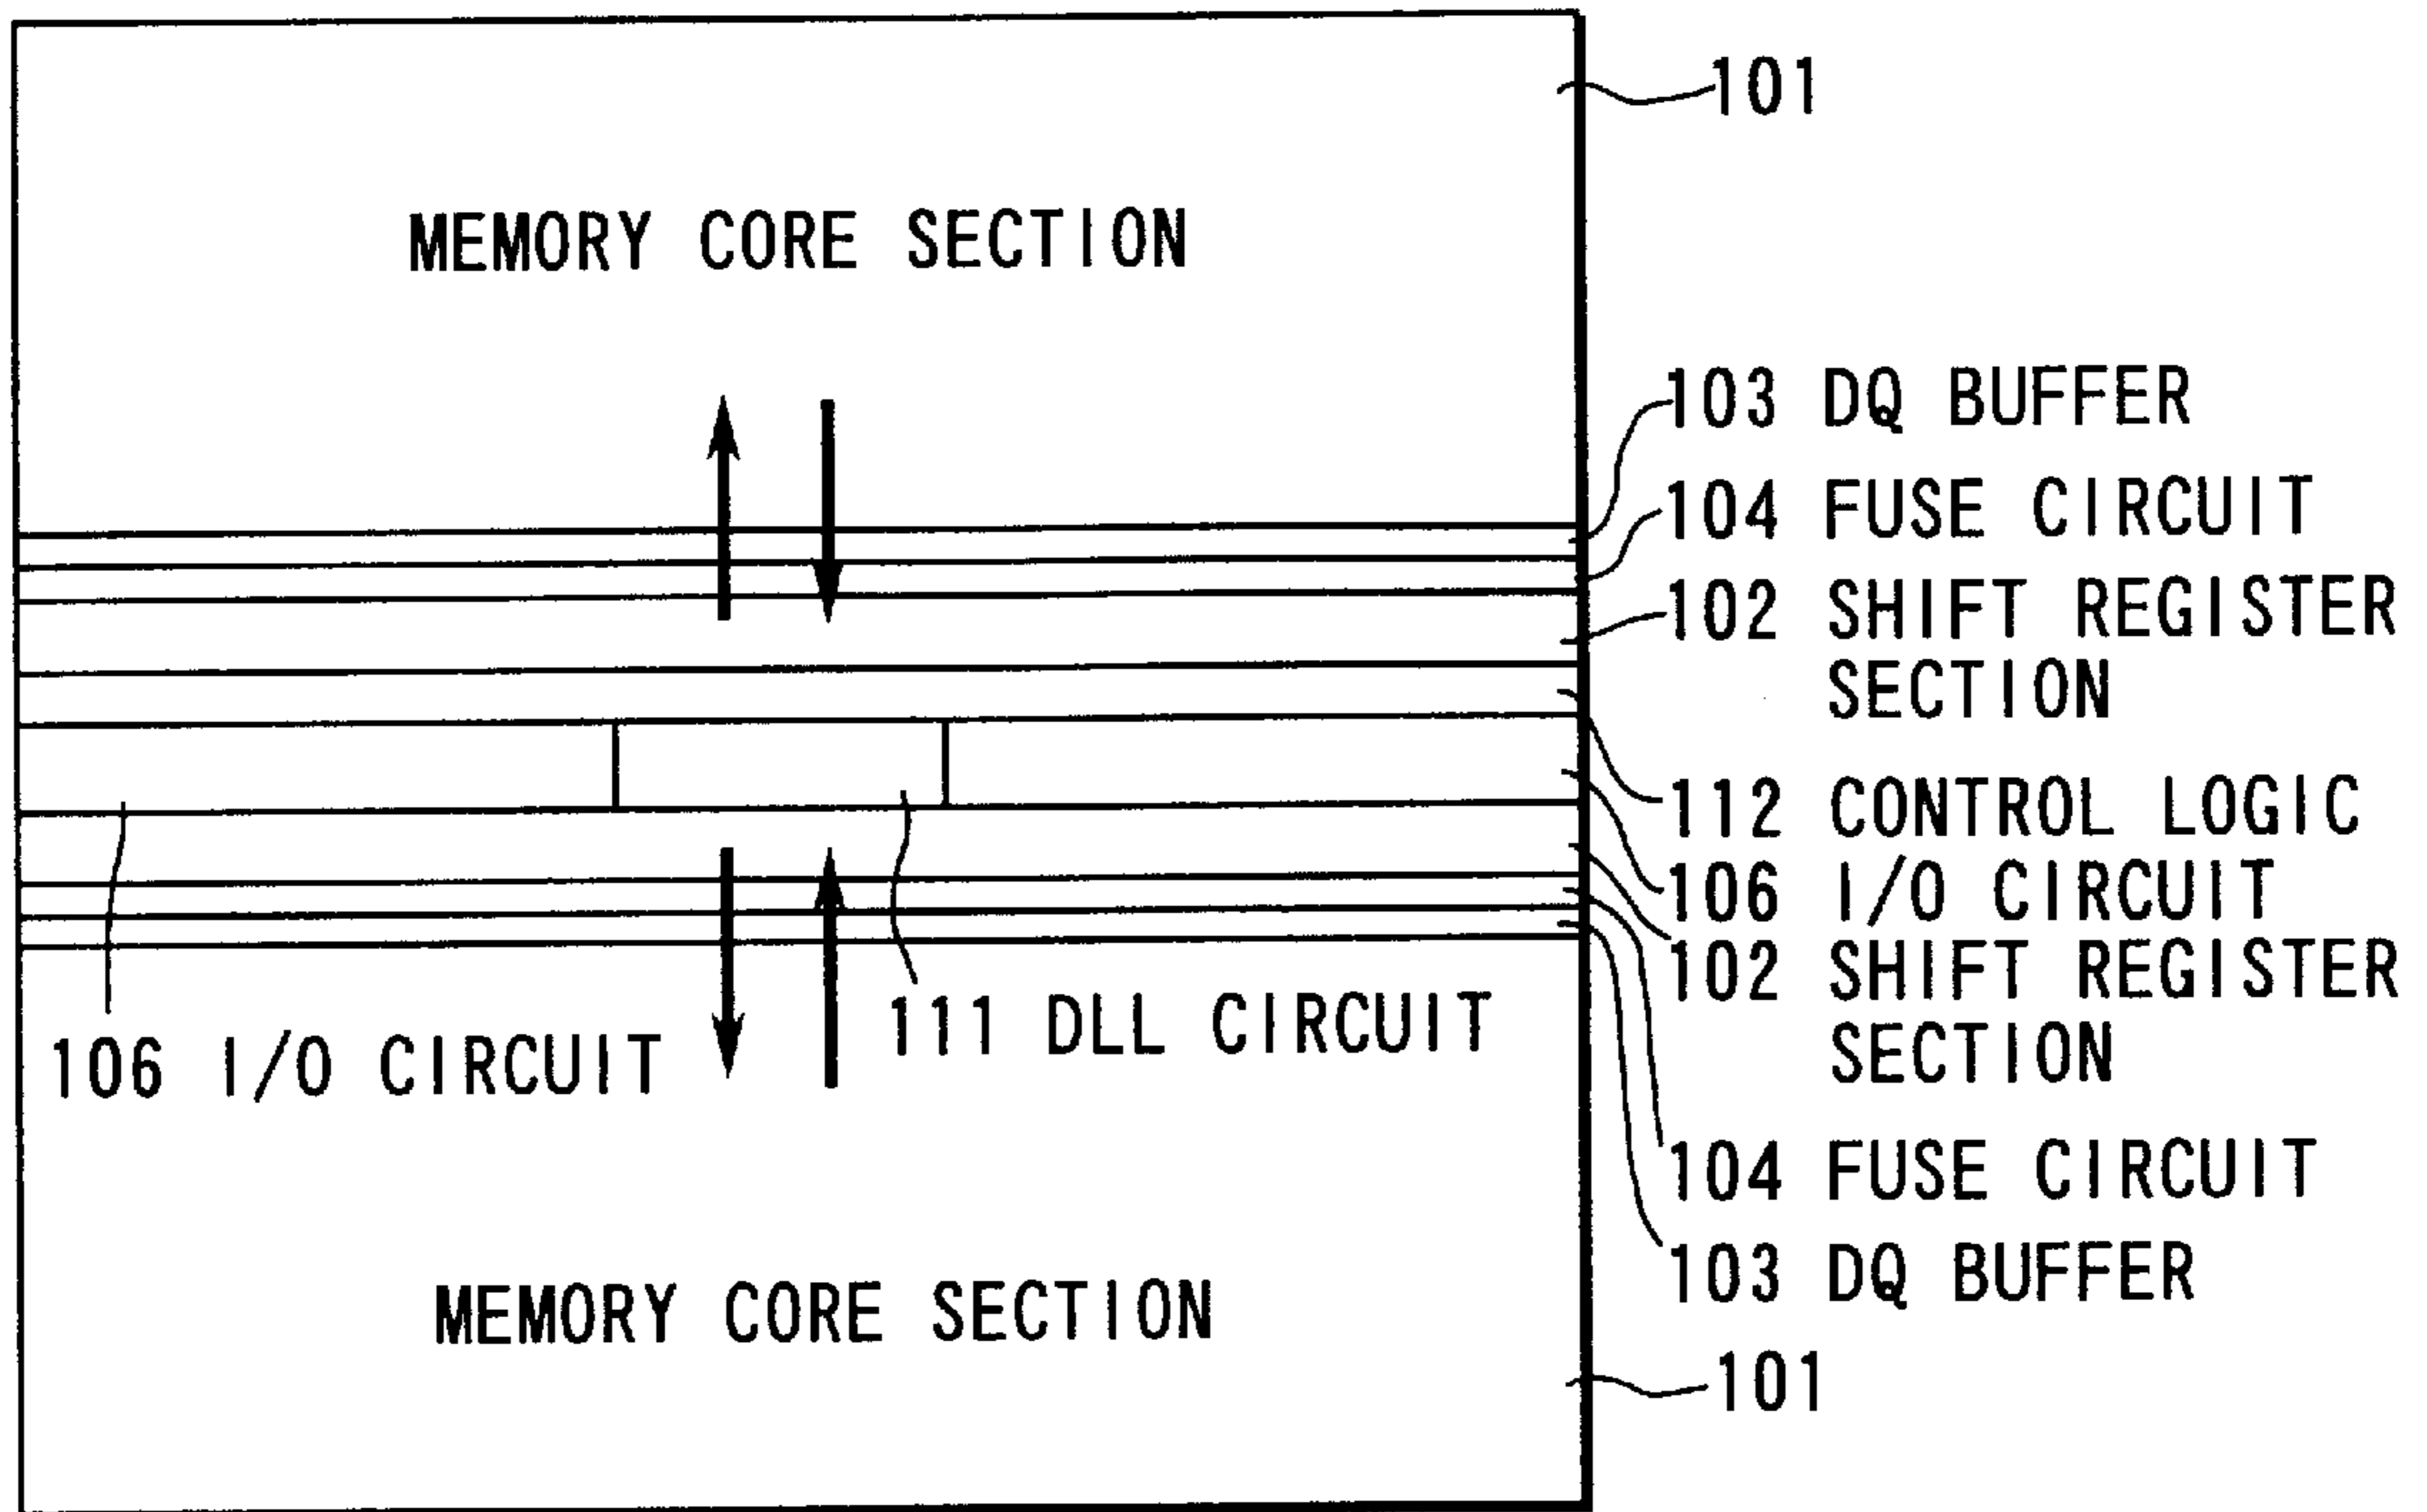 101
MEMORY CORE SECTION
103 DQ BUFFER
104 FUSE CIRCUIT
102 SHIFT REGISTER
SECTION
112 CONTROL LOGIC
106 I/O CIRCUIT
102 SHIFT REGISTER
SECTION
111 DLL CIRCUIT
106 I/O CIRCUIT
104 FUSE CIRCUIT
103 DQ BUFFER
MEMORY CORE SECTION
101